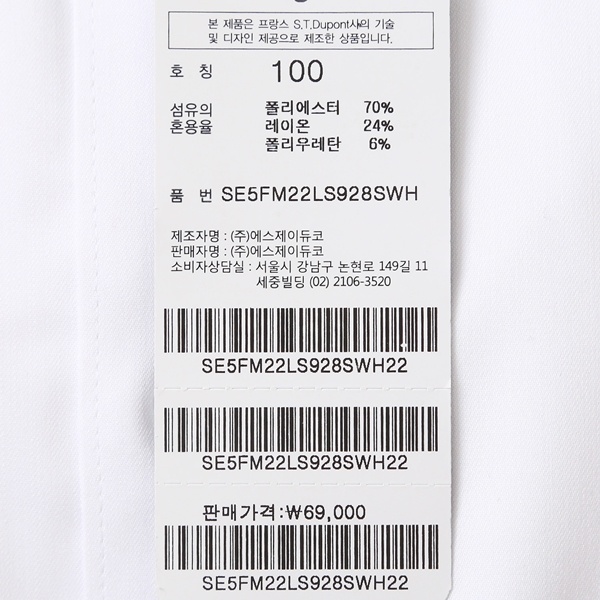 본 제품은 프랑스 S.T.Dupont사의 기술
및 디자인 제공으로 제조한 상품입니다.
호 칭 100
섬유의 폴리에스터 70%
혼용율 레이온 24%
폴리우레탄 6%
품 번 SE5FM22LS928SWH
제조자명 : (주)에스제이듀코
판매자명 : (주)에스제이듀코
소비자상담실 : 서울시 강남구 논현로 149길 11
세중빌딩 (02) 2106-3520
SE5FM22LS928SWH22
SE5FM22LS928SWH22
판매가격:₩69,000
SE5FM22LS928SWH22